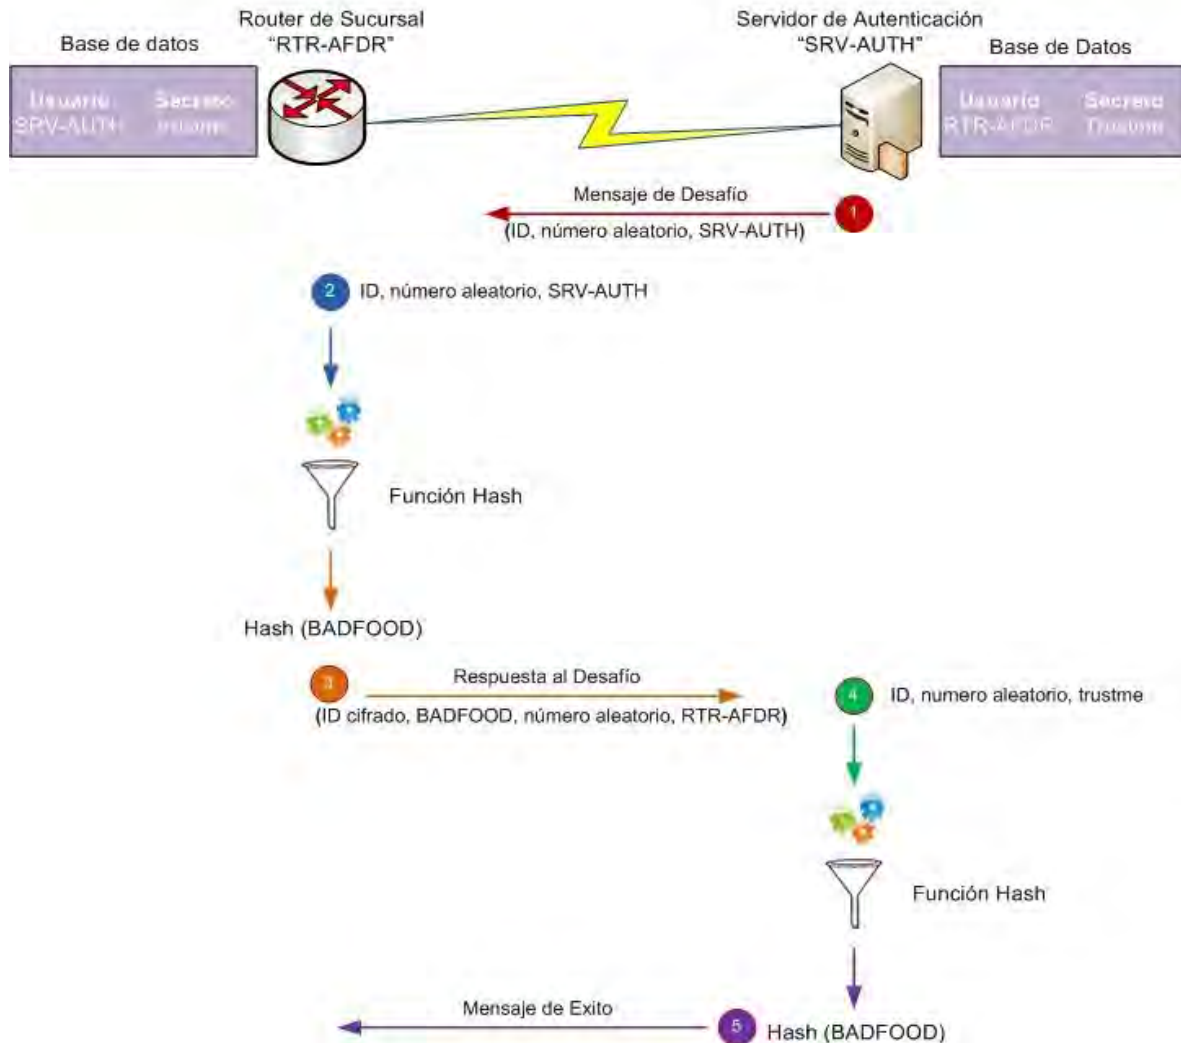 Router de Sucursal
"RTR-AFDR"
Servidor de Autenticación
"SRV-AUTH"
Base de datos
Base de Datos
Usuario Secreto
SRV-AUTH
Usuario Secreto
RTR-AFDR Trustme
Mensaje de Desafío
1
(ID, número aleatorio, SRV-AUTH)
2 ID, número aleatorio, SRV-AUTH
Función Hash
Hash (BADFOOD)
3 Respuesta al Desafío
(ID cifrado, BADFOOD, número aleatorio, RTR-AFDR)
4 ID, numero aleatorio, trustme
Función Hash
Mensaje de Exito
5 Hash (BADFOOD)